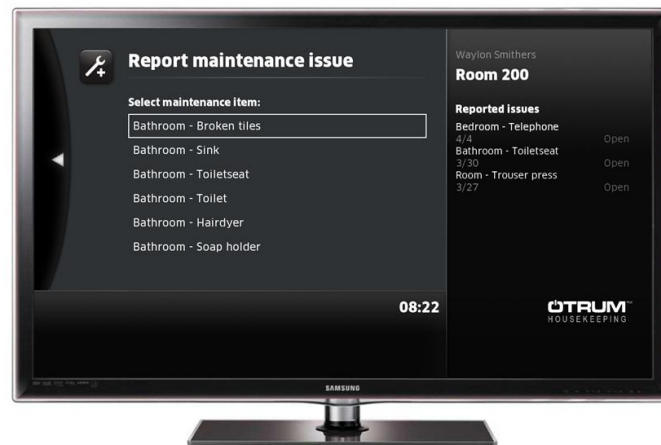 Report maintenance issue
Select maintenance item:
Bathroom - Broken tiles
Bathroom - Sink
Bathroom - Toiletseat
Bathroom - Toilet
Bathroom - Hairdyer
Bathroom - Soap holder
08:22
Waylon Smithers
Room 200
Reported issues
Bedroom - Telephone
4/4 Open
Bathroom - Toiletseat
3/30 Open
Room - Trouser press
3/27 Open
OTRUM
HOUSEKEEPING
SAMSUNG